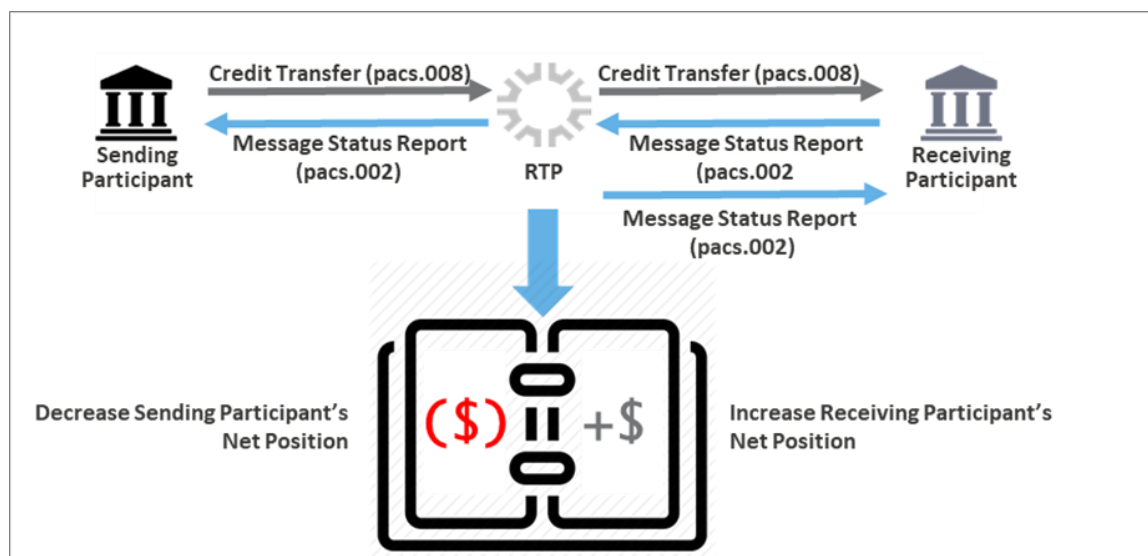 Credit Transfer (pacs.008)
Credit Transfer (pacs.008)
Message Status Report
(pacs.002)
Message Status Report
(pacs.002
Sending
Participant
RTP
Receiving
Participant
Message Status Report
(pacs.002)
Decrease Sending Participant’s
Net Position
($)
+$
Increase Receiving Participant’s
Net Position